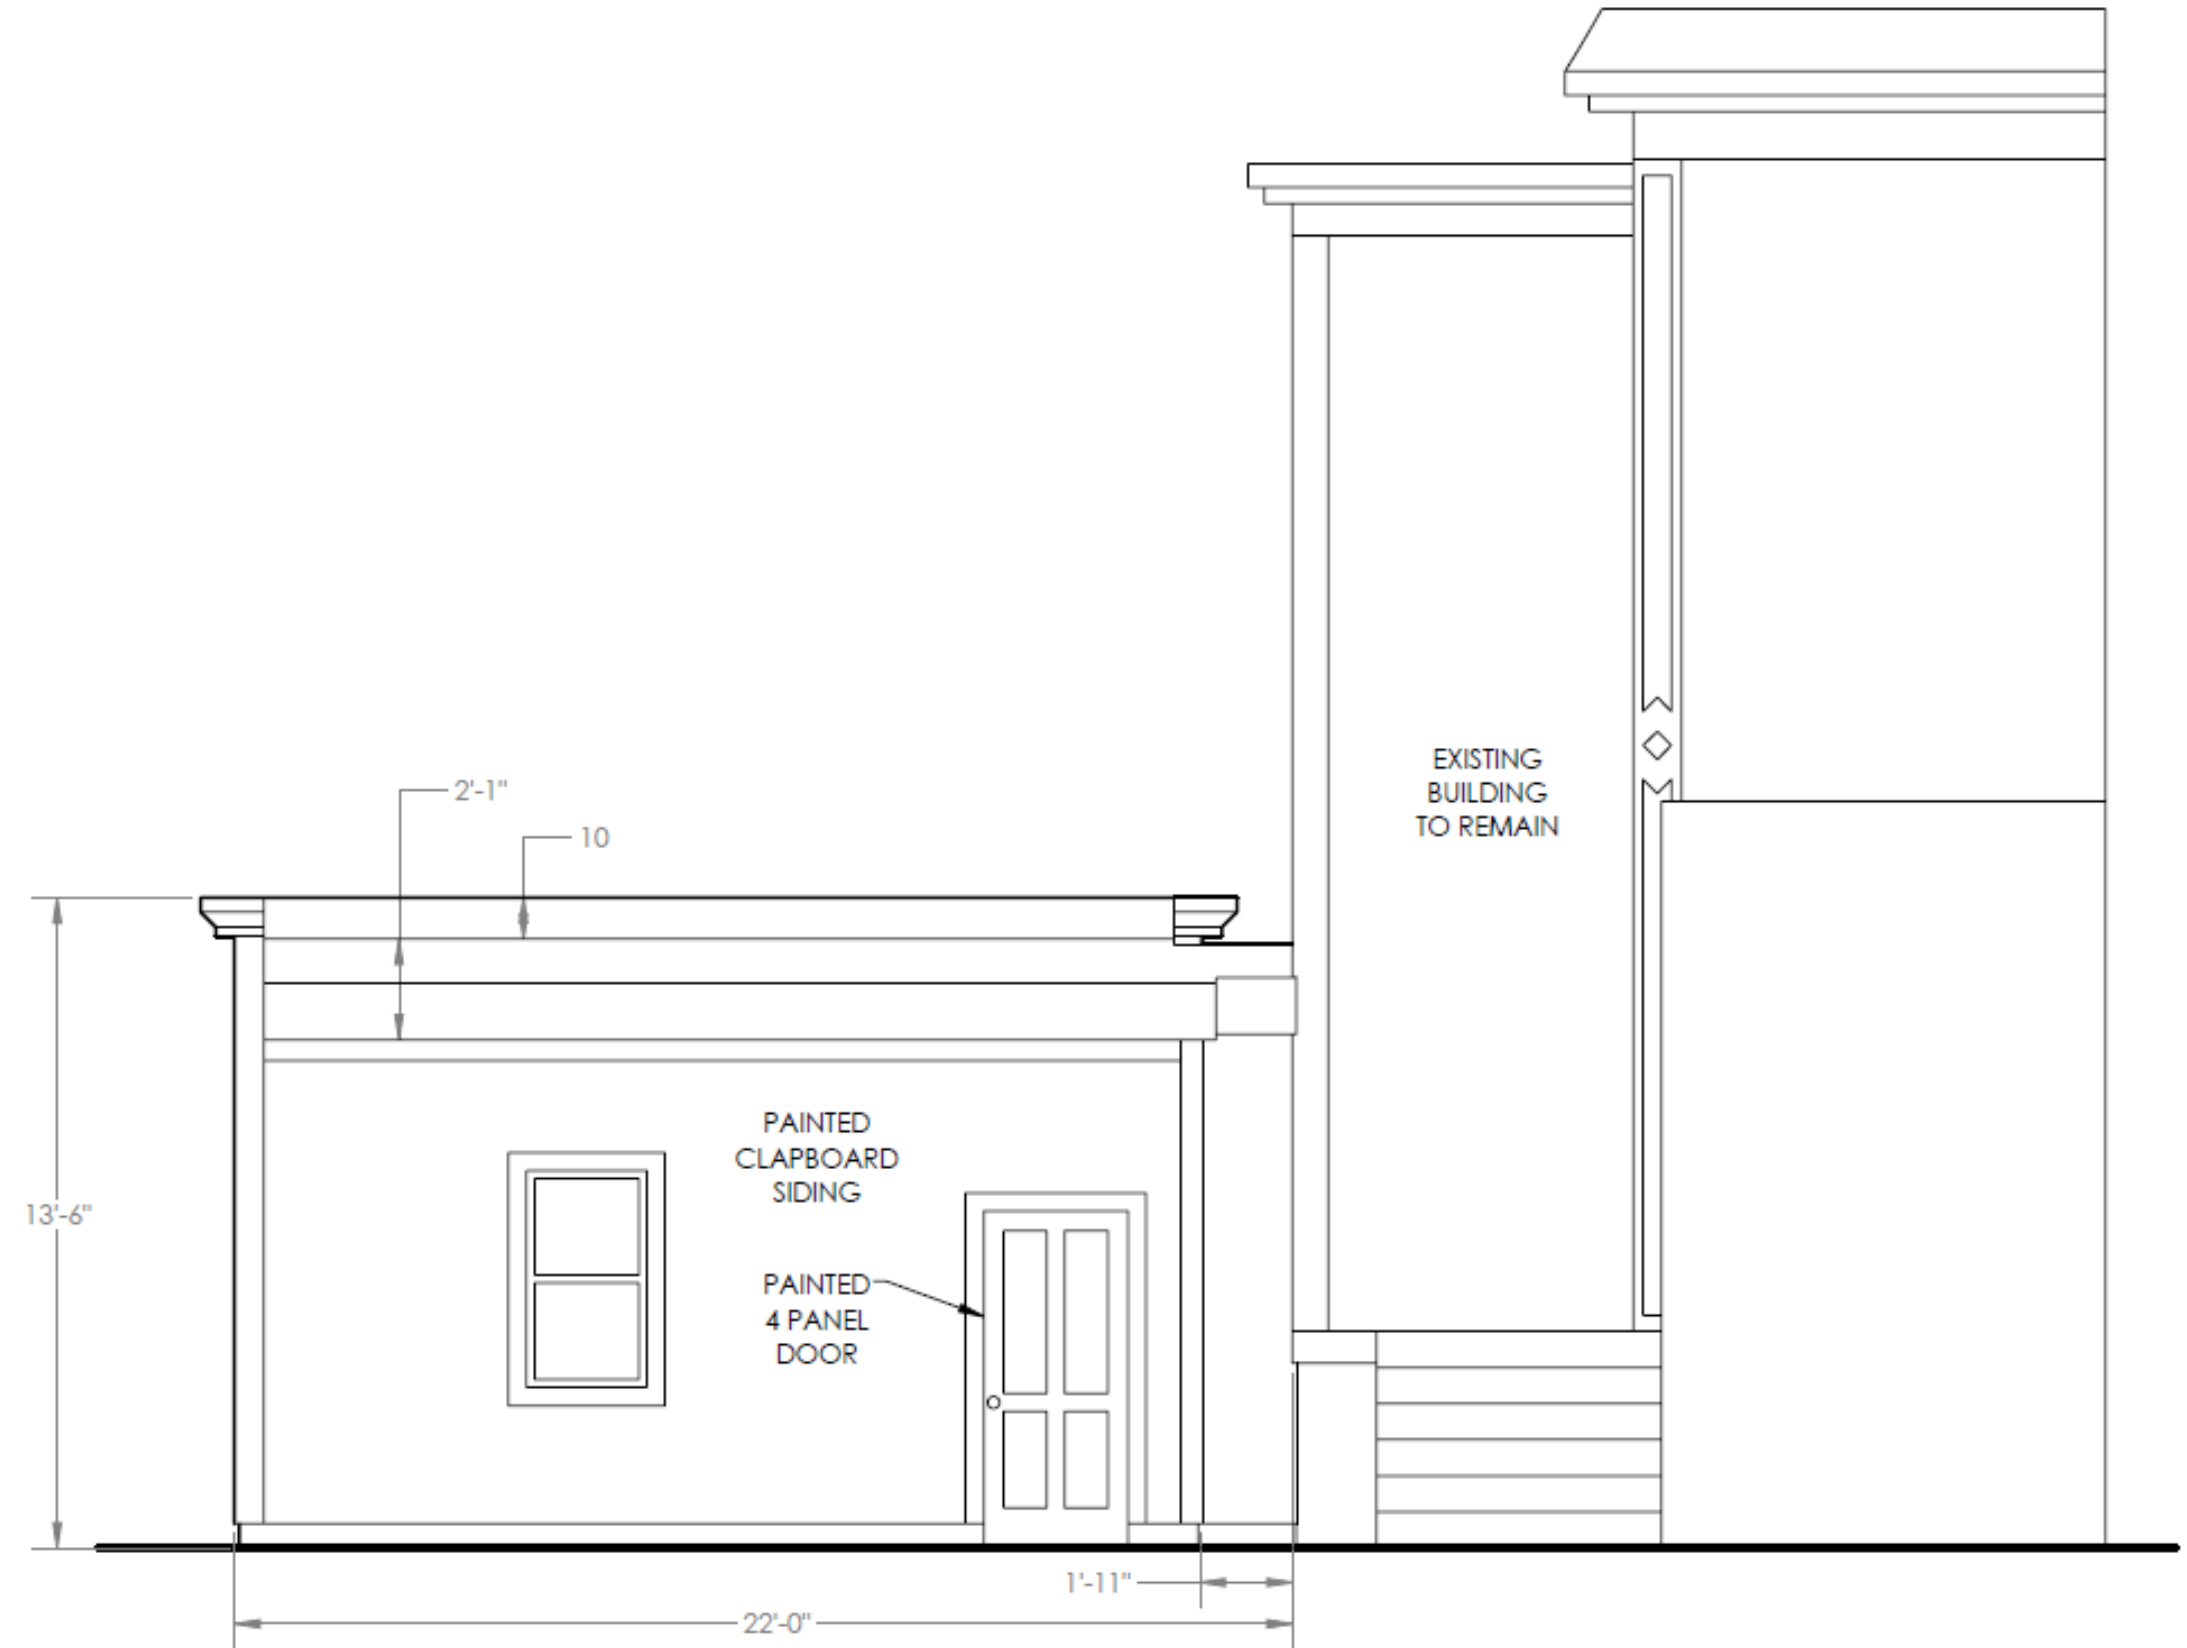 EXISTING
BUILDING
TO REMAIN
2'-1"
10
PAINTED
CLAPBOARD
SIDING
13'-6"
PAINTED
4 PANEL
DOOR
1'-11"
22'-0"